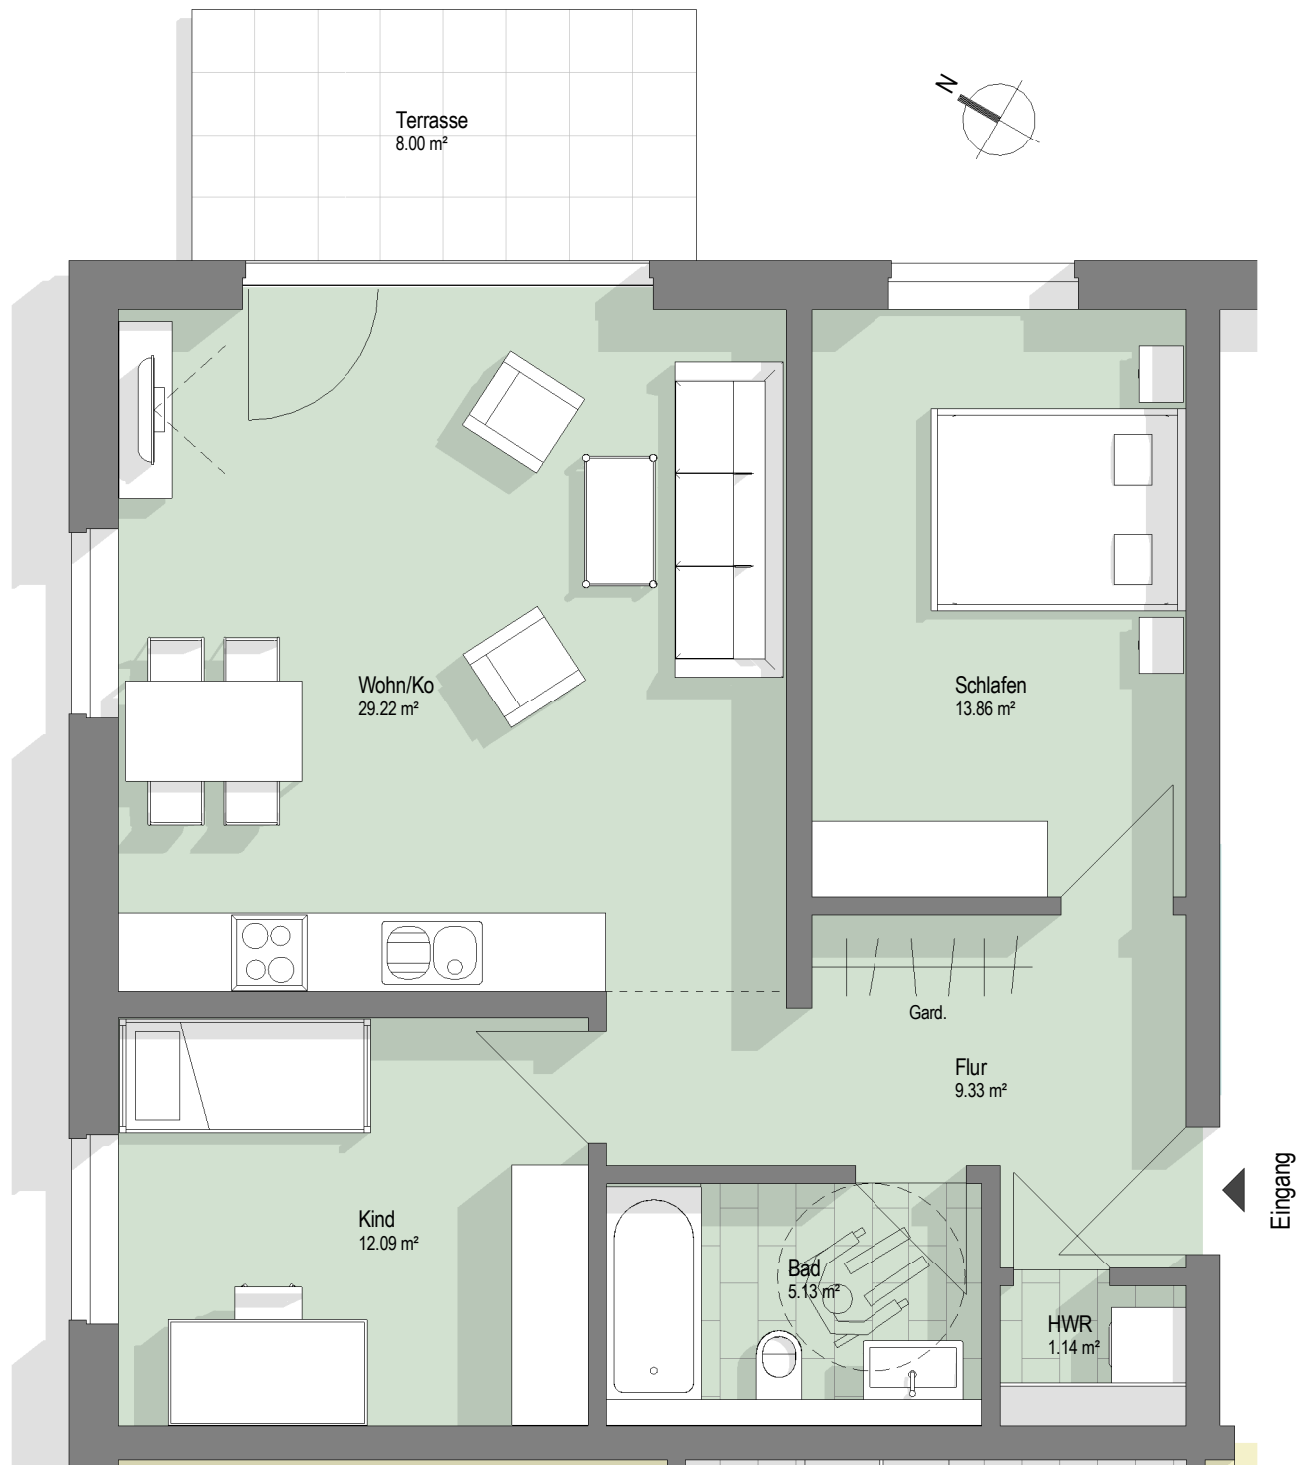 Terrasse
8.00 m²
N
Wohn/Ko
29.22 m²
Schlafen
13.86 m²
Gard.
Flur
9.33 m²
Eingang
Kind
12.09 m²
Bad
5.13 m²
HWR
1.14 m²